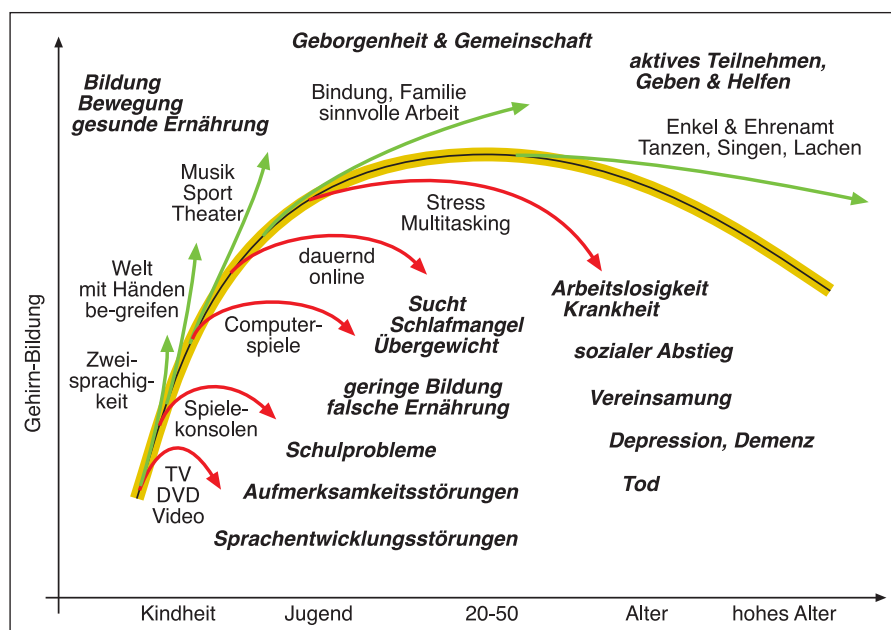 Geborgenheit & Gemeinschaft
aktives Teilnehmen,
Geben & Helfen
Bildung
Bewegung
gesunde Ernährung
Bindung, Familie
sinnvolle Arbeit
Enkel & Ehrenamt
Tanzen, Singen, Lachen
Musik
Sport
Theater
Stress
Multitasking
Welt
mit Händen
be-greifen
dauernd
online
Arbeitslosigkeit
Krankheit
Sucht
Schlafmangel
Übergewicht
Computer-
spiele
sozialer Abstieg
Zwei-
sprachig-
keit
geringe Bildung
falsche Ernährung
Vereinsamung
Spiele-
konsolen
Schulprobleme
Depression, Demenz
TV
DVD
Video
Aufmerksamkeitsstörungen
Tod
Sprachentwicklungsstörungen
Gehirn-Bildung
Kindheit
Jugend
20-50
Alter
hohes Alter